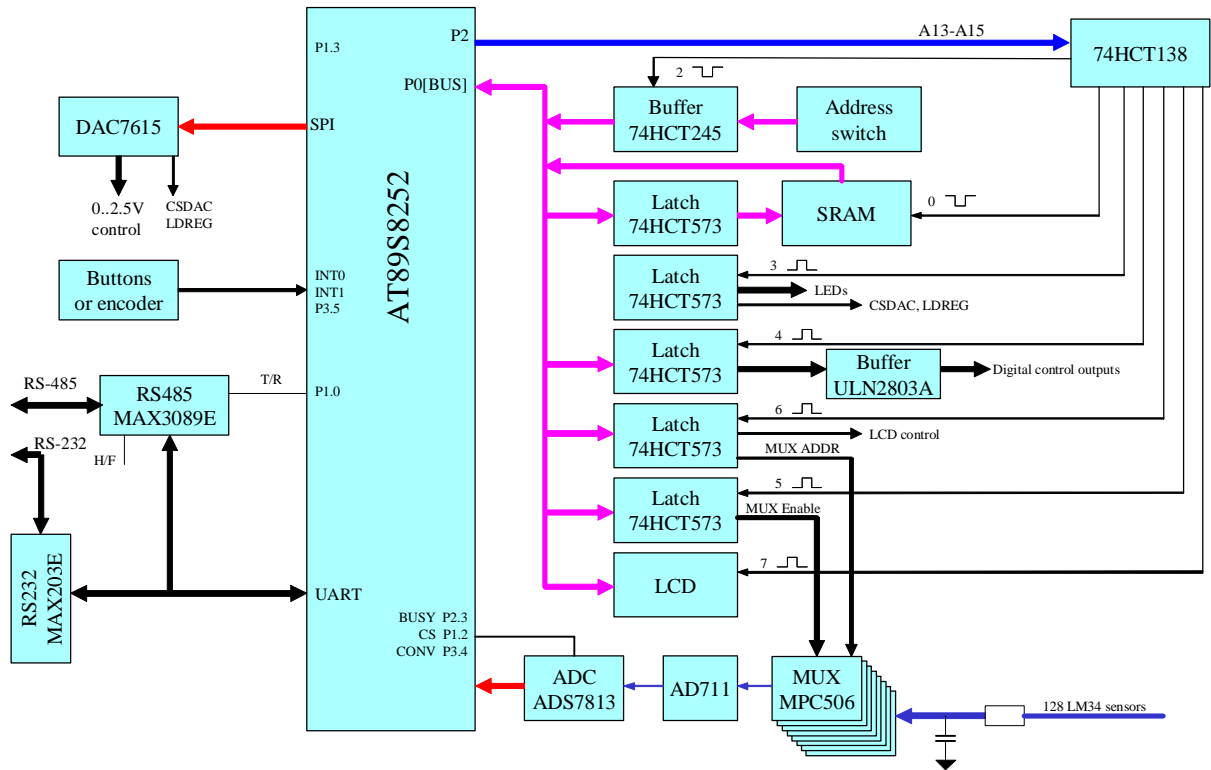 P1.3
P2
A13-A15
74HCT138
2
P0[BUS]
Buffer
74HCT245
Address
switch
DAC7615
SPI
0..2.5V
control
CSDAC
LDREG
Latch
74HCT573
SRAM
0
AT89S8252
Buttons
or encoder
INT0
INT1
P3.5
Latch
74HCT573
3
LEDs
CSDAC, LDREG
Latch
74HCT573
4
Buffer
ULN2803A
Digital control outputs
RS-485
RS485
MAX3089E
T/R
P1.0
RS-232
H/F
Latch
74HCT573
6
LCD control
MUX ADDR
Latch
74HCT573
5
MUX Enable
RS232
MAX203E
UART
LCD
7
BUSY P2.3
CS P1.2
CONV P3.4
ADC
ADS7813
AD711
MUX
MPC506
128 LM34 sensors